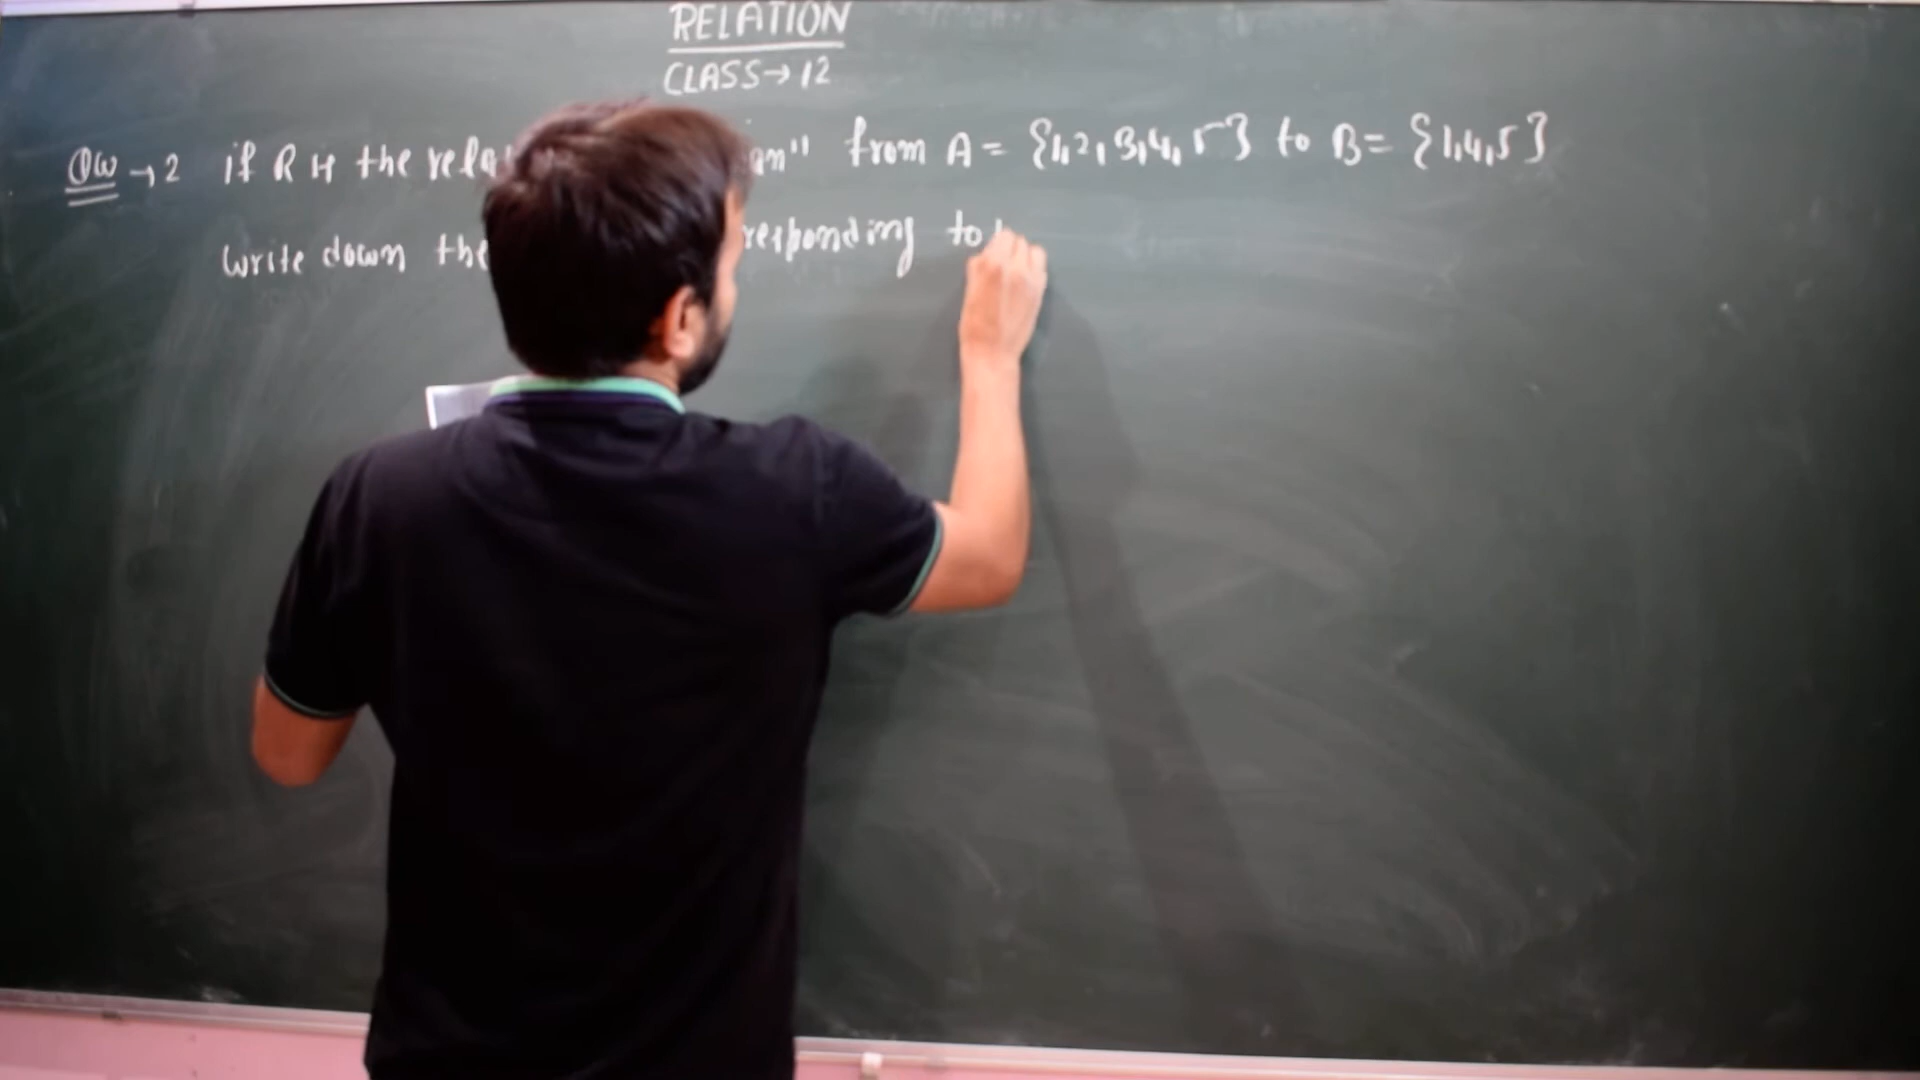 RELATION
CLASS→12
Qw→2 if R is the rela an" from A = {1,2,3,4,5} to B= {1,4,5}
write down the responding to